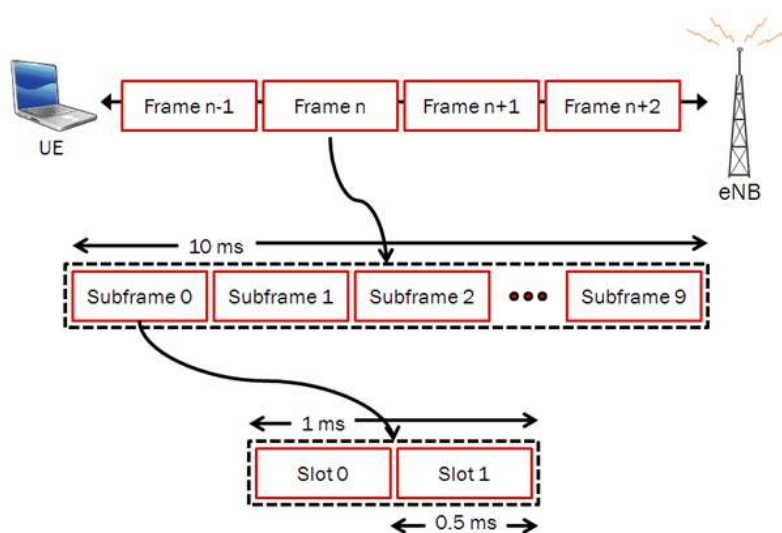 Frame n-1 Frame n Frame n+1 Frame n+2
UE
eNB
10 ms
Subframe 0 Subframe 1 Subframe 2 Subframe 9
1 ms
Slot 0 Slot 1
0.5 ms